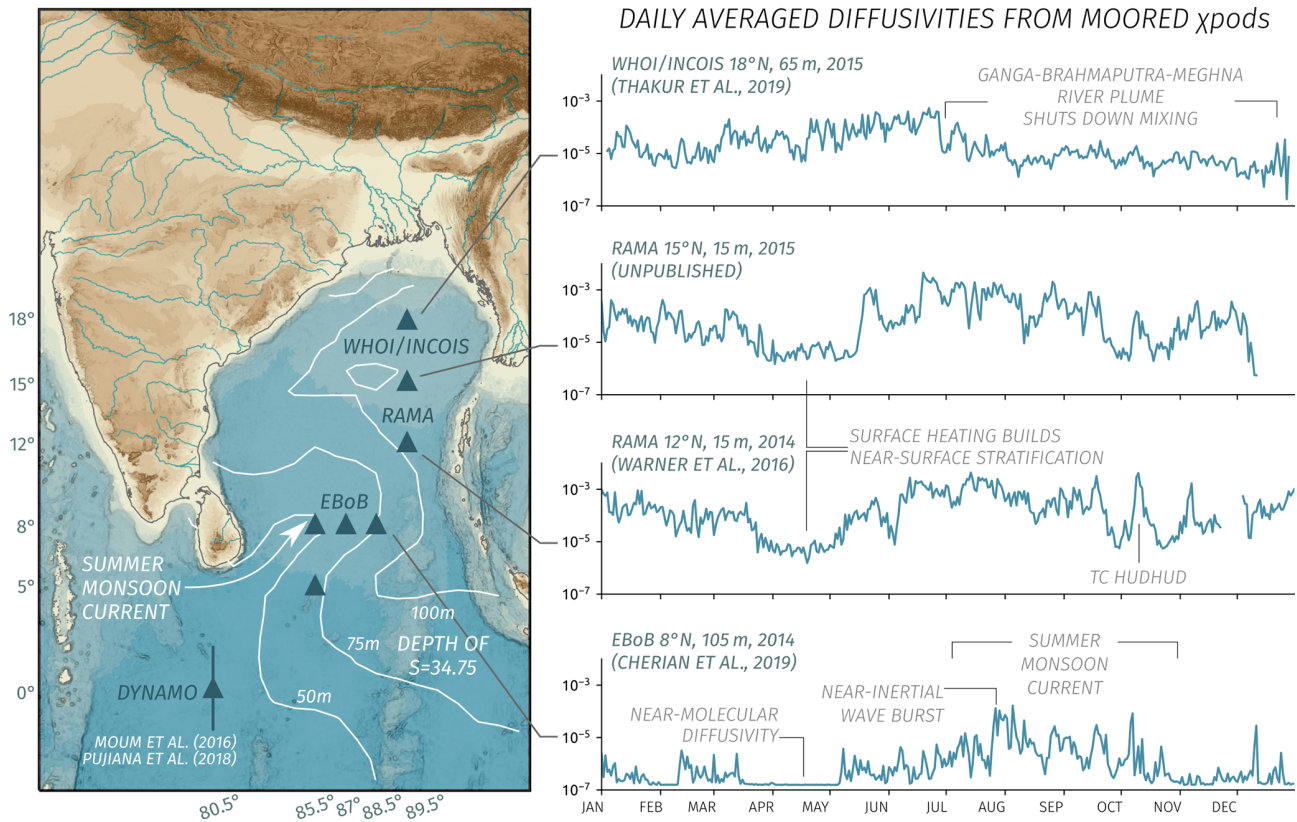 DAILY AVERAGED DIFFUSIVITIES FROM MOORED χpods
18°
15°
12°
8°
5°
0°
80.5°
85.5°
87°
88.5°
89.5°
WHOI/INCOIS
RAMA
EBoB
SUMMER
MONSOON
CURRENT
100m
75m
DEPTH OF
S=34.75
50m
DYNAMO
MOUM ET AL. (2016)
PUJIANA ET AL. (2018)
WHOI/INCOIS 18°N, 65 m, 2015
(THAKUR ET AL., 2019)
GANGA-BRAHMAPUTRA-MEGHNA
RIVER PLUME
SHUTS DOWN MIXING
10⁻³
10⁻⁵
10⁻⁷
RAMA 15°N, 15 m, 2015
(UNPUBLISHED)
10⁻³
10⁻⁵
10⁻⁷
SURFACE HEATING BUILDS
NEAR-SURFACE STRATIFICATION
RAMA 12°N, 15 m, 2014
(WARNER ET AL., 2016)
10⁻³
10⁻⁵
10⁻⁷
TC HUDHUD
EBoB 8°N, 105 m, 2014
(CHERIAN ET AL., 2019)
SUMMER
MONSOON
CURRENT
NEAR-INERTIAL
WAVE BURST
NEAR-MOLECULAR
DIFFUSIVITY
10⁻³
10⁻⁵
10⁻⁷
JAN FEB MAR APR MAY JUN JUL AUG SEP OCT NOV DEC